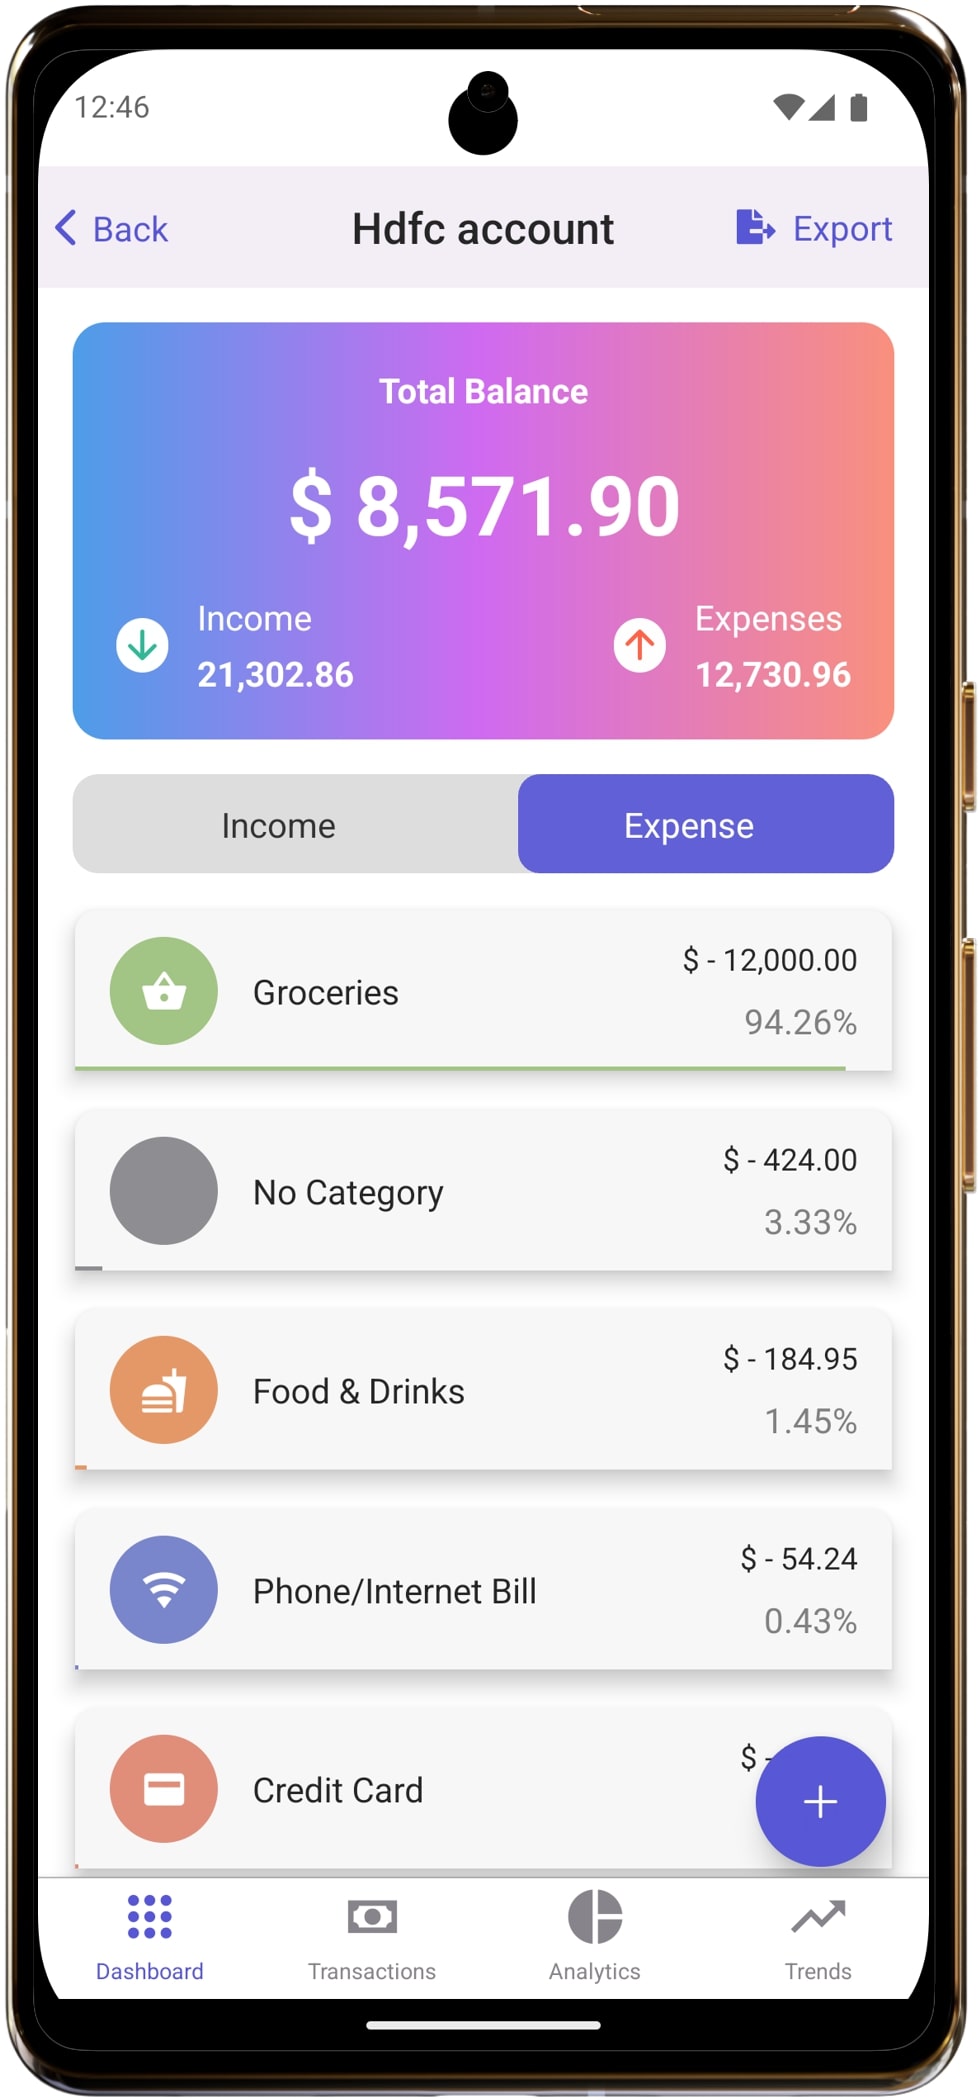 12:46
Back
Hdfc account
Export
Total Balance
$ 8,571.90
Income
Expenses
21,302.86
12,730.96
Income
Expense
$ - 12,000.00
Groceries
94.26%
$ - 424.00
No Category
3.33%
$ - 184.95
Food & Drinks
1.45%
$ - 54.24
Phone/Internet Bill
0.43%
$ -
Credit Card
Dashboard
Transactions
Analytics
Trends